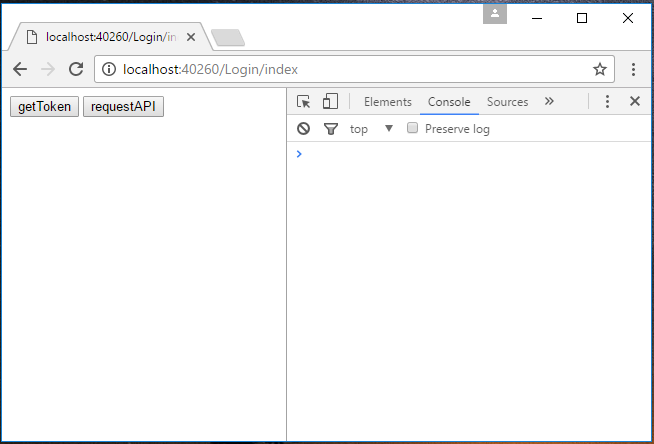 localhost:40260/Login/in
localhost:40260/Login/index
getToken requestAPI
Elements Console Sources
top Preserve log